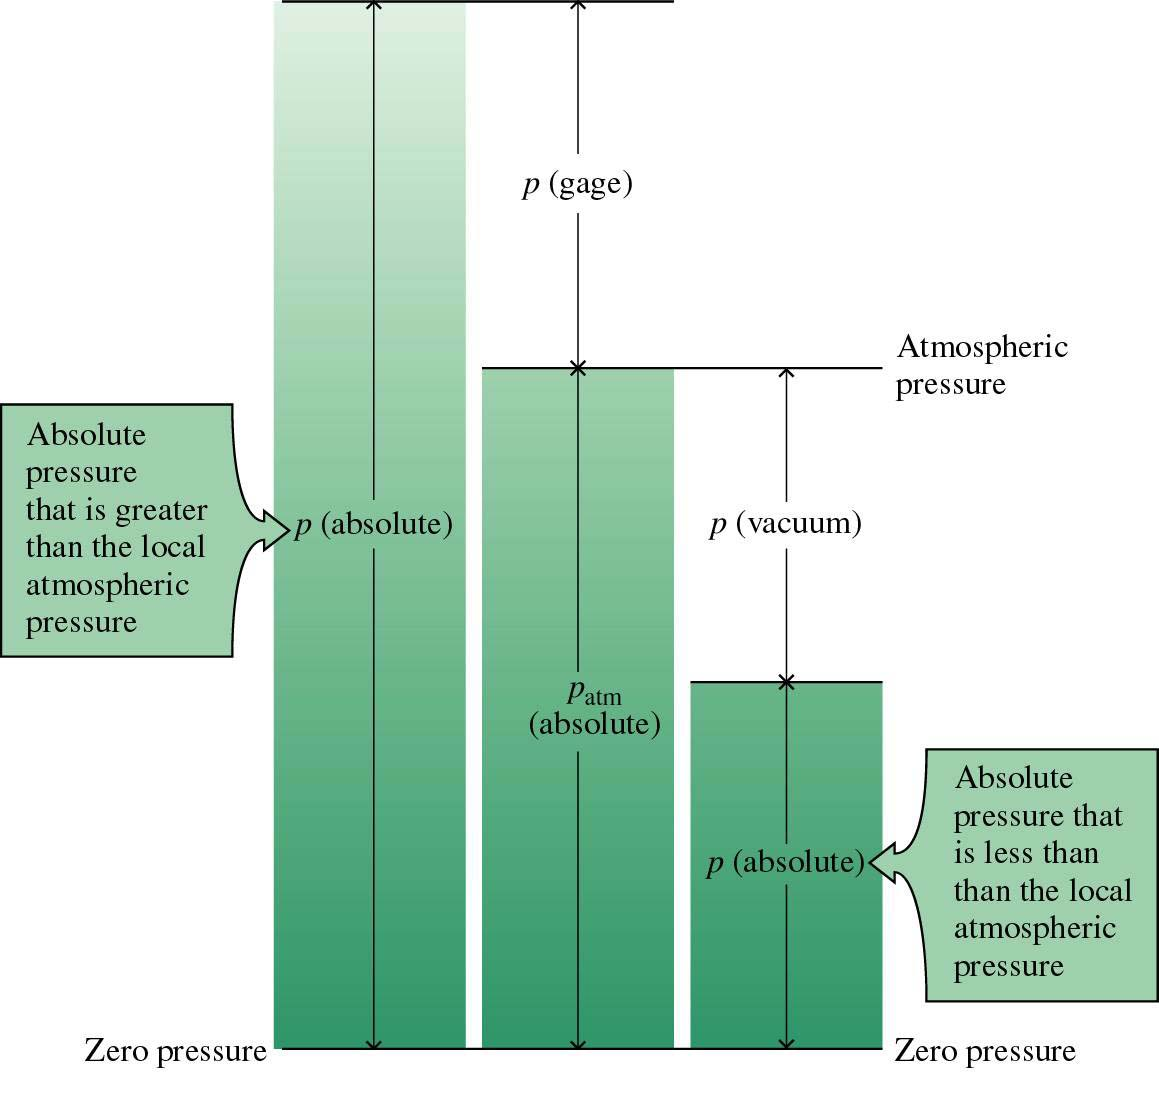 p (gage)
Atmospheric
pressure
Absolute
pressure
that is greater
than the local
atmospheric
pressure
p (absolute)
p (vacuum)
patm
(absolute)
Absolute
pressure that
is less than
than the local
atmospheric
pressure
p (absolute)
Zero pressure
Zero pressure